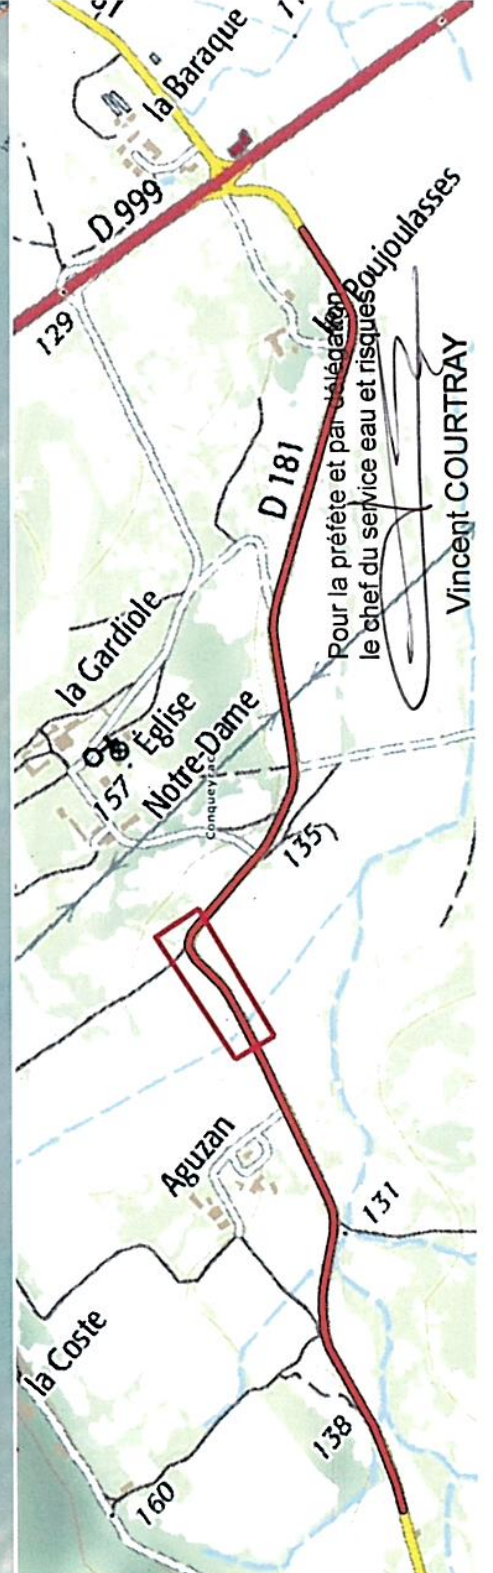 la Baraque
D 999
129
Poujoulasses
Pour la préfète et par délégation
le chef du service eau et risques
Vincent COURTRAY
D 181
la Gardiole
Église
157
Notre-Dame
Conqueyrac
135
Aguzan
131
la Coste
138
160